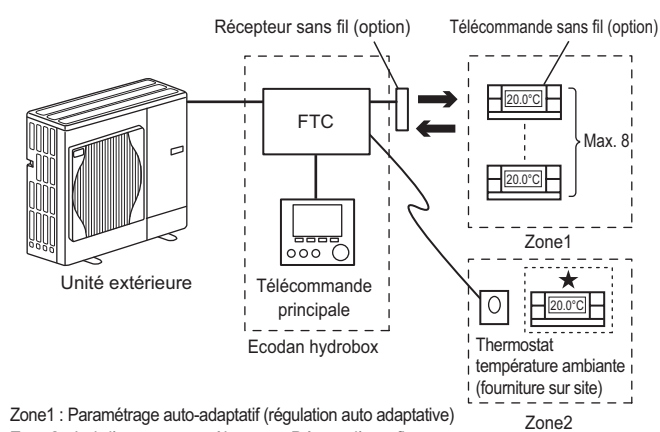 Récepteur sans fil (option)
Télécommande sans fil (option)
FTC
20.0°C
Max. 8
20.0°C
Zone1
Unité extérieure
Télécommande
principale
Ecodan hydrobox
20.0°C
Thermostat
température ambiante
(fourniture sur site)
Zone2
Zone1 : Paramétrage auto-adaptatif (régulation auto adaptative)